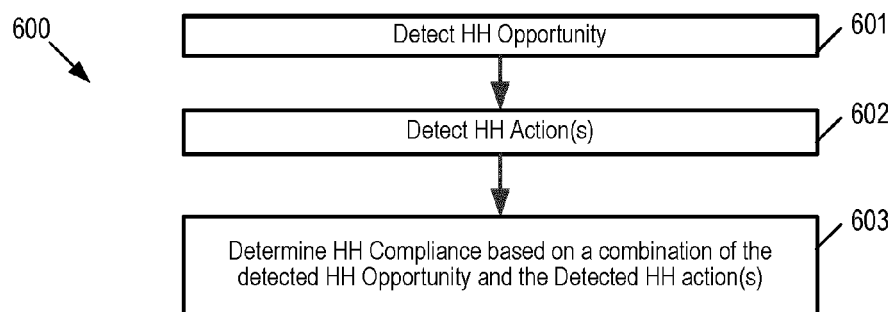 600
Detect HH Opportunity
601
Detect HH Action(s)
602
Determine HH Compliance based on a combination of the
detected HH Opportunity and the Detected HH action(s)
603